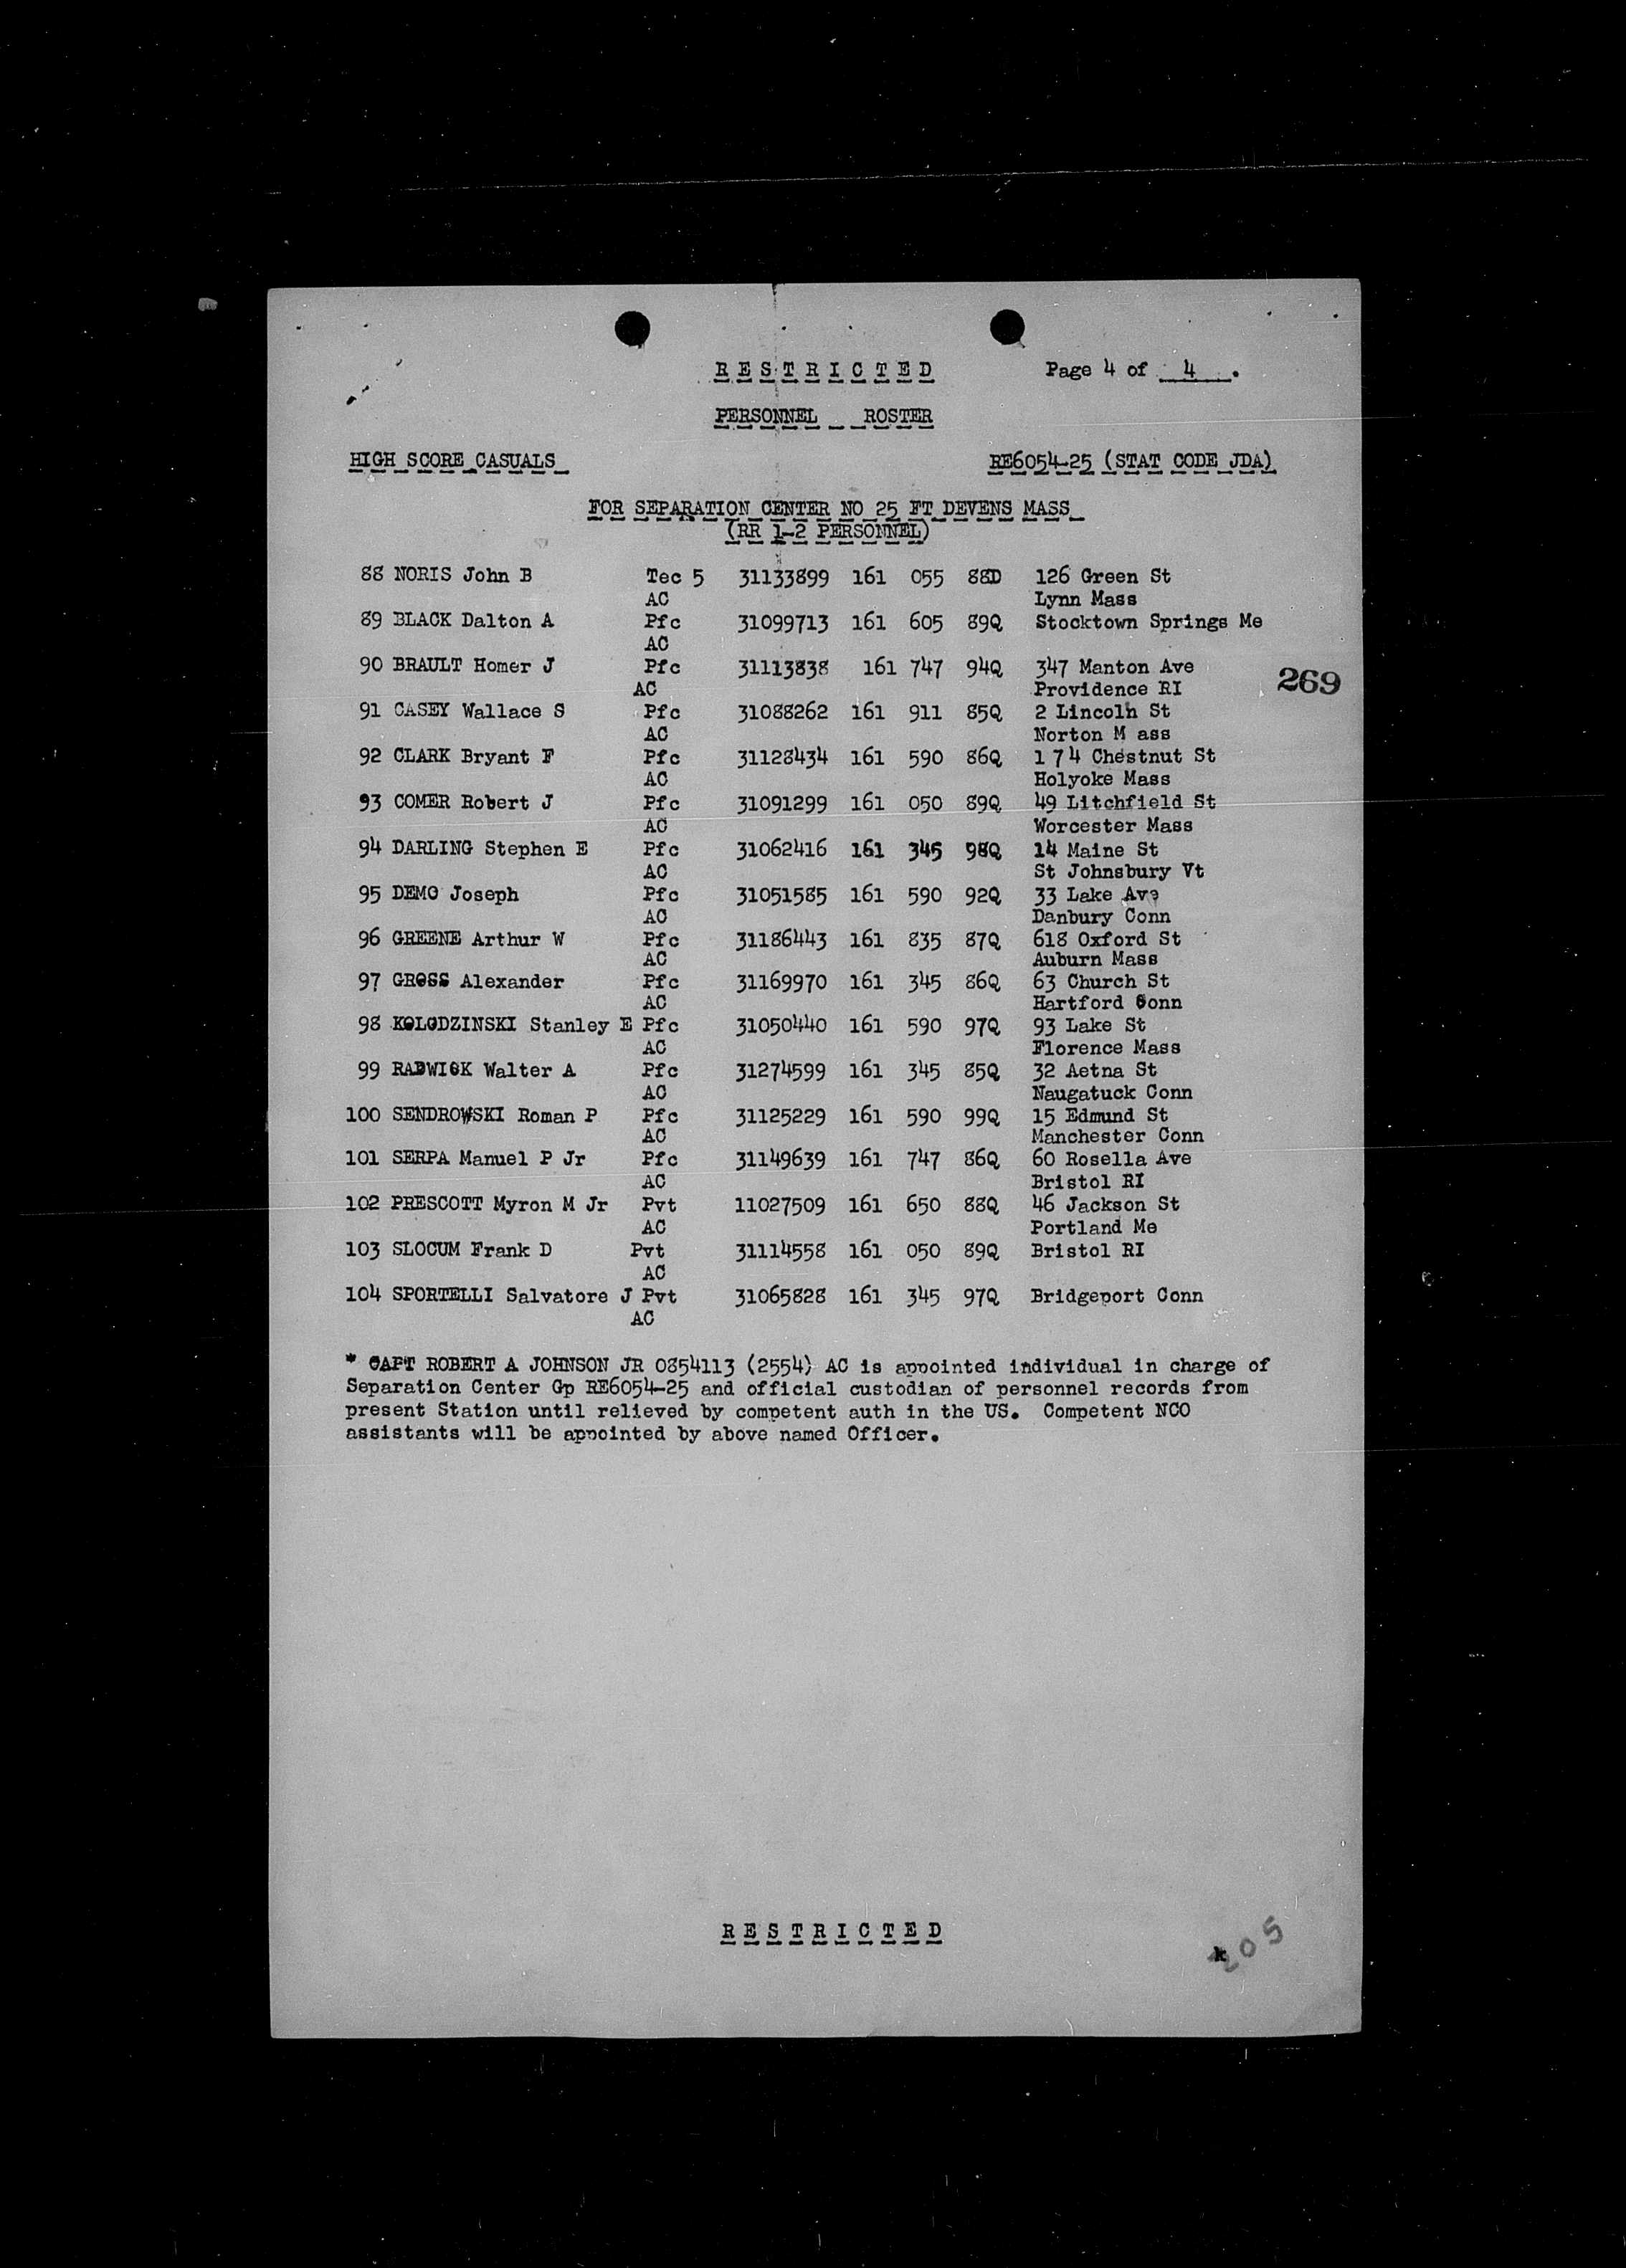 RESTRICTED Page 4 of 4.
PERSONNEL ROSTER
HIGH SCORE CASUALS RE6054-25 (STAT CODE JDA)
FOR SEPARATION CENTER NO 25 FT DEVENS MASS
(RR 1-2 PERSONNEL)
88 NORIS John B Tec 5 31133899 161 055 88D 126 Green St
AC Lynn Mass
89 BLACK Dalton A Pfc 31099713 161 605 89Q Stocktown Springs Me
AC
90 BRAULT Homer J Pfc 31113838 161 747 94Q 347 Manton Ave
AC Providence RI
269
91 CASEY Wallace S Pfc 31088262 161 911 85Q 2 Lincoln St
AC Norton M ass
92 CLARK Bryant F Pfc 31128434 161 590 86Q 1 7 4 Chestnut St
AC Holyoke Mass
93 COMER Robert J Pfc 31091299 161 050 89Q 49 Litchfield St
AC Worcester Mass
94 DARLING Stephen E Pfc 31062416 161 345 98Q 14 Maine St
AC St Johnsbury Vt
95 DEMO Joseph Pfc 31051585 161 590 92Q 33 Lake Ave
AC Danbury Conn
96 GREENE Arthur W Pfc 31186443 161 835 87Q 618 Oxford St
AC Auburn Mass
97 GROSS Alexander Pfc 31169970 161 345 86Q 63 Church St
AC Hartford Conn
98 KOLODZINSKI Stanley E Pfc 31050440 161 590 97Q 93 Lake St
AC Florence Mass
99 RADWICK Walter A Pfc 31274599 161 345 85Q 32 Aetna St
AC Naugatuck Conn
100 SENDROWSKI Roman P Pfc 31125229 161 590 99Q 15 Edmund St
AC Manchester Conn
101 SERPA Manuel P Jr Pfc 31149639 161 747 86Q 60 Rosella Ave
AC Bristol RI
102 PRESCOTT Myron M Jr Pvt 11027509 161 650 88Q 46 Jackson St
AC Portland Me
103 SLOCUM Frank D Pvt 31114558 161 050 89Q Bristol RI
AC
104 SPORTELLI Salvatore J Pvt 31065828 161 345 97Q Bridgeport Conn
AC
* CAPT ROBERT A JOHNSON JR 0854113 (2554) AC is appointed individual in charge of
Separation Center Gp RE6054-25 and official custodian of personnel records from
present Station until relieved by competent auth in the US. Competent NCO
assistants will be appointed by above named Officer.
RESTRICTED